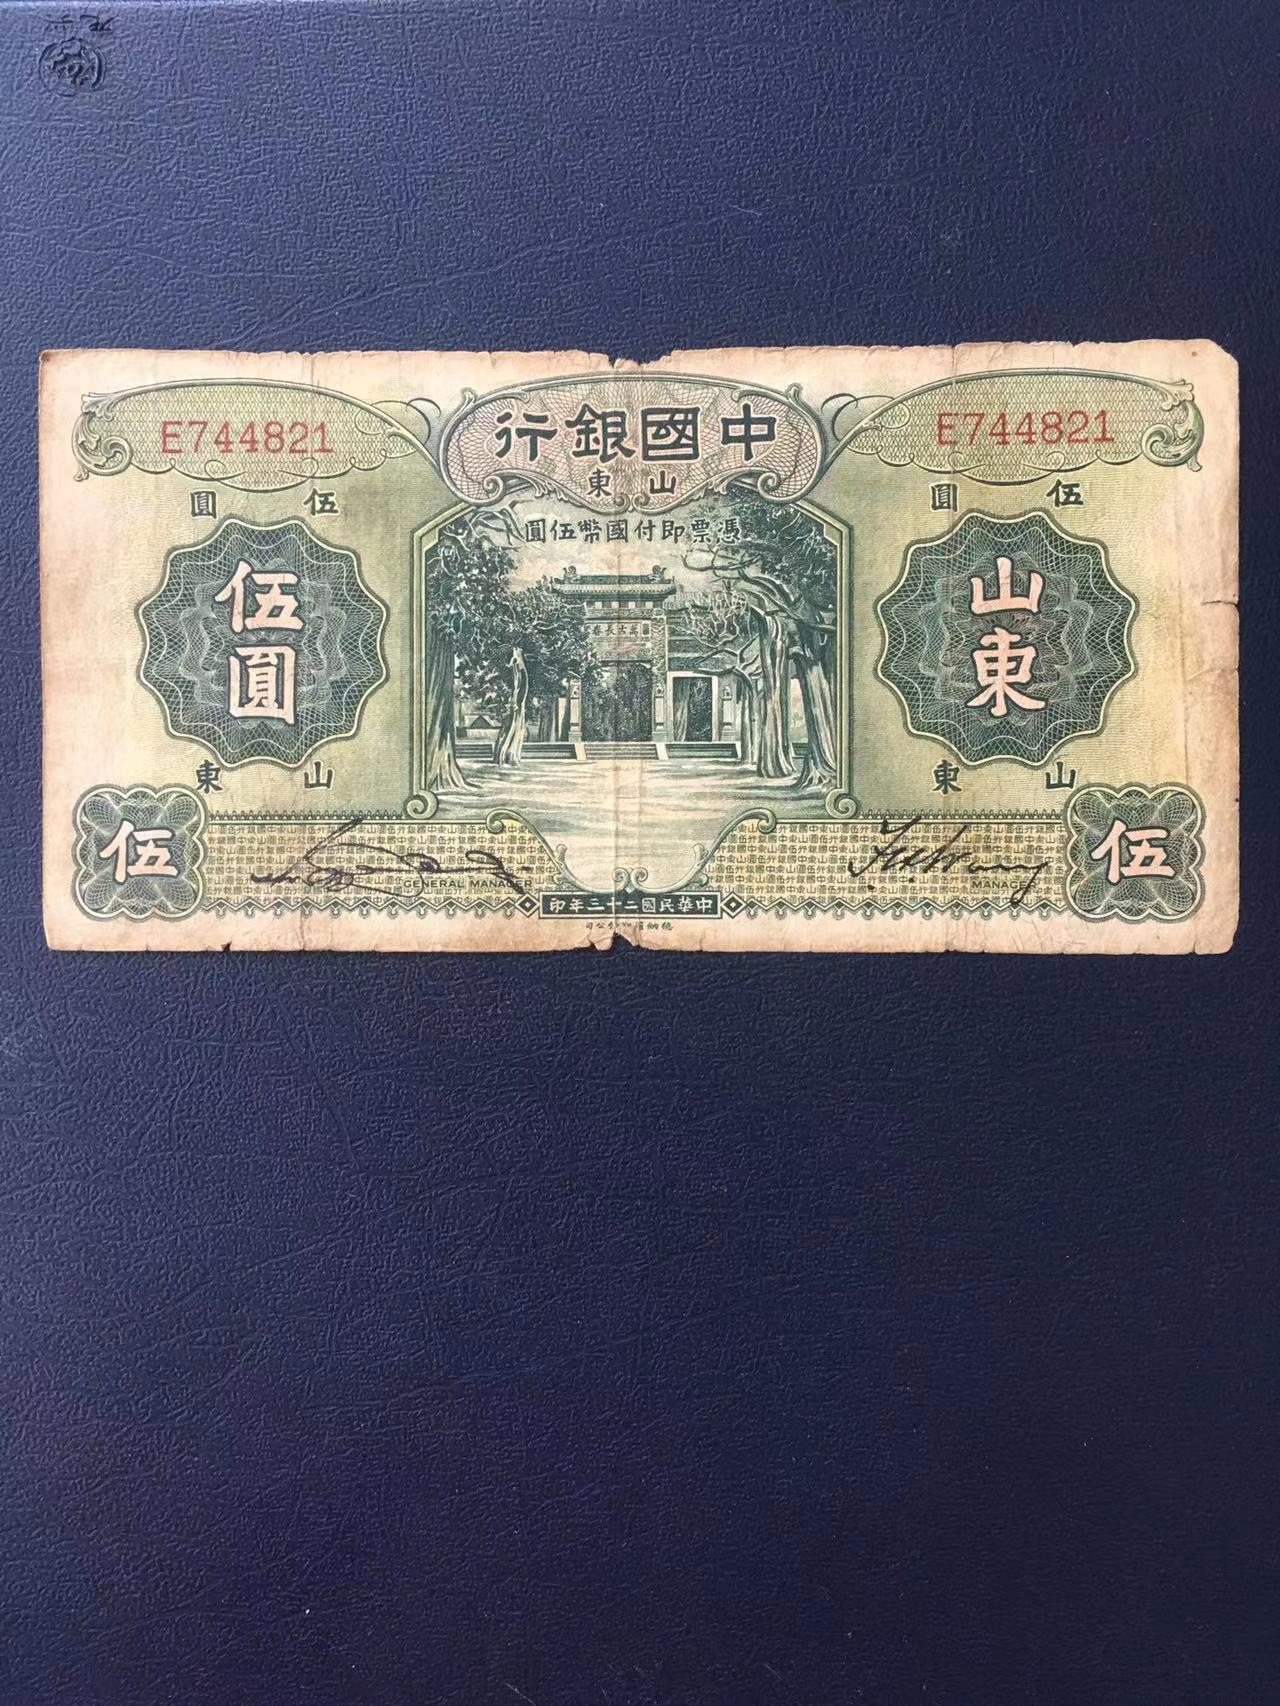 E744821
行銀國中
E744821
東山
圓伍
圓伍
圓伍幣國付即票憑
伍圓
山東
東山
東山
伍
GENERAL MANAGER
MANAGER
伍
印年三十二國民華中